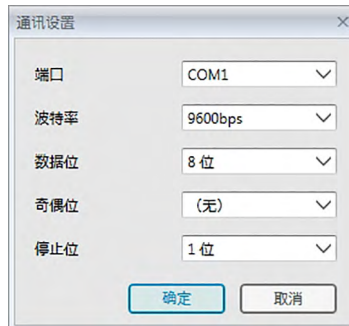 通讯设置
端口 COM1
波特率 9600bps
数据位 8 位
奇偶位 （无）
停止位 1 位
确定 取消